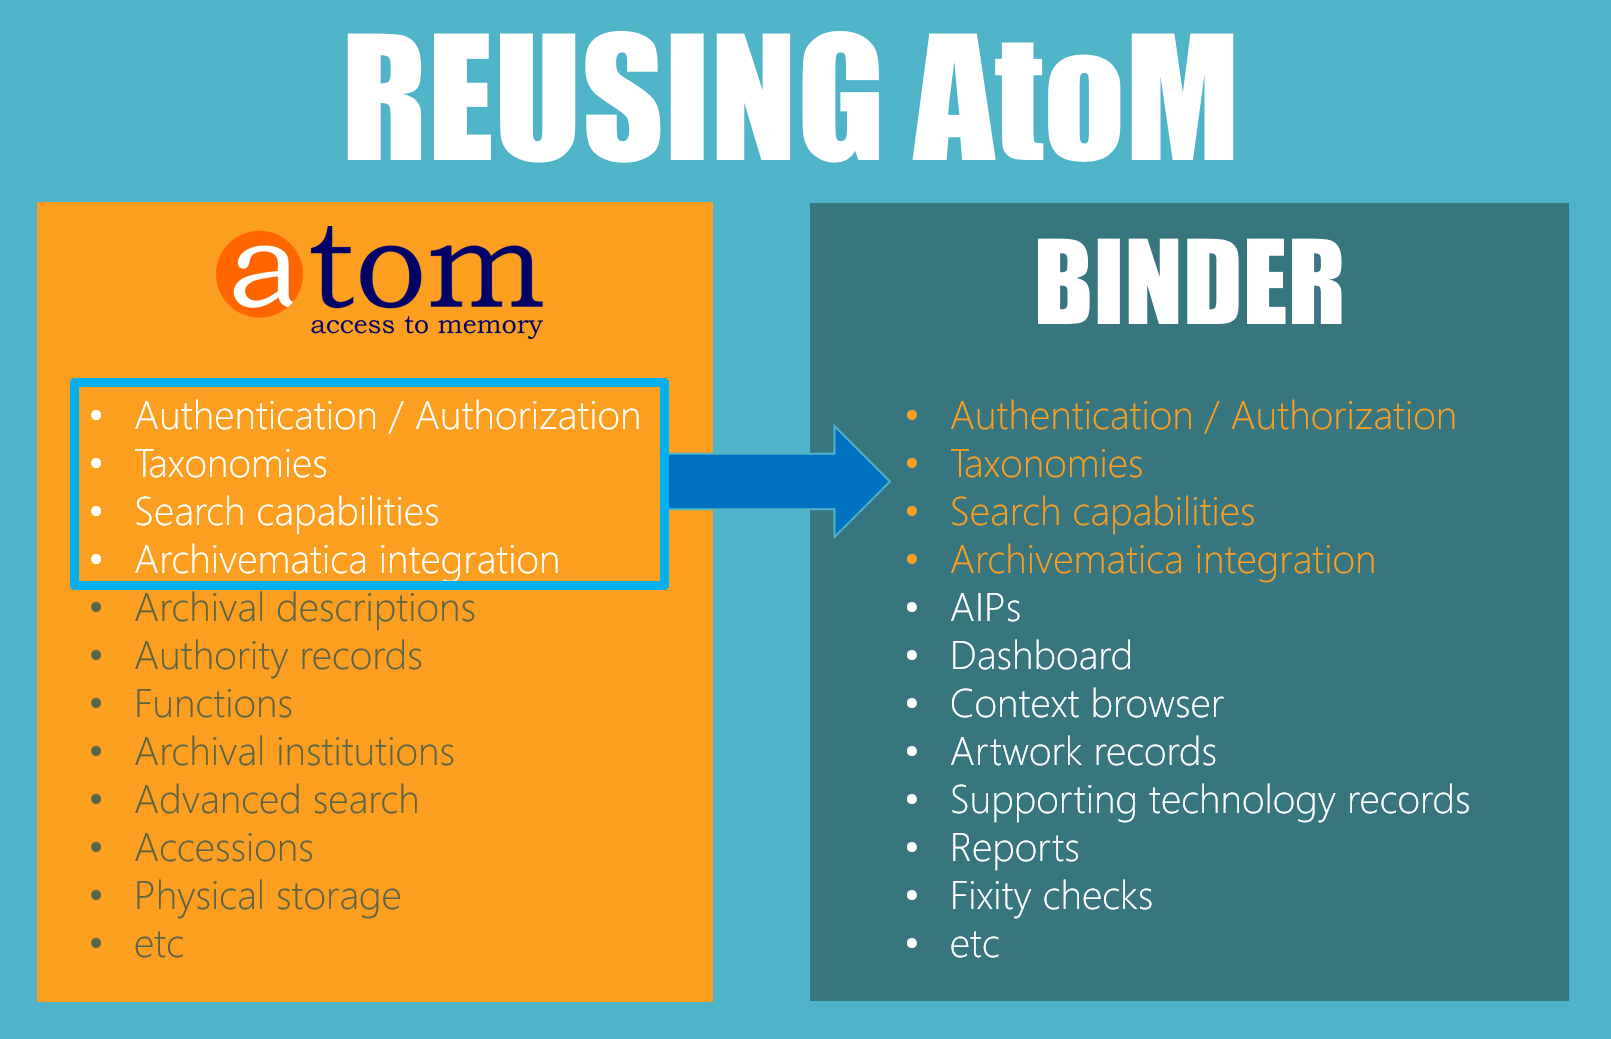 REUSING AtoM
atom
access to memory
• Authentication / Authorization
• Taxonomies
• Search capabilities
• Archivematica integration
• Archival descriptions
• Authority records
• Functions
• Archival institutions
• Advanced search
• Accessions
• Physical storage
• etc
BINDER
• Authentication / Authorization
• Taxonomies
• Search capabilities
• Archivematica integration
• AIPs
• Dashboard
• Context browser
• Artwork records
• Supporting technology records
• Reports
• Fixity checks
• etc